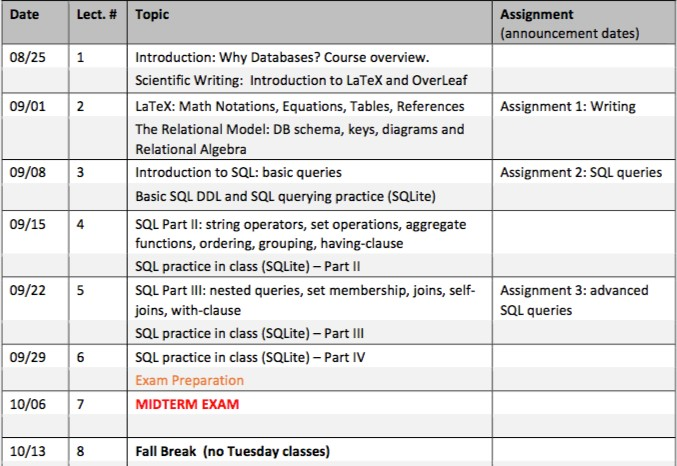 Date Lect. # Topic Assignment
(announcement dates)
08/25 1 Introduction: Why Databases? Course overview.
Scientific Writing: Introduction to LaTeX and OverLeaf
09/01 2 LaTeX: Math Notations, Equations, Tables, References Assignment 1: Writing
The Relational Model: DB schema, keys, diagrams and
Relational Algebra
09/08 3 Introduction to SQL: basic queries Assignment 2: SQL queries
Basic SQL DDL and SQL querying practice (SQLite)
09/15 4 SQL Part II: string operators, set operations, aggregate
functions, ordering, grouping, having-clause
SQL practice in class (SQLite) – Part II
09/22 5 SQL Part III: nested queries, set membership, joins, self- Assignment 3: advanced
joins, with-clause SQL queries
SQL practice in class (SQLite) – Part III
09/29 6 SQL practice in class (SQLite) – Part IV
Exam Preparation
10/06 7 MIDTERM EXAM
10/13 8 Fall Break (no Tuesday classes)